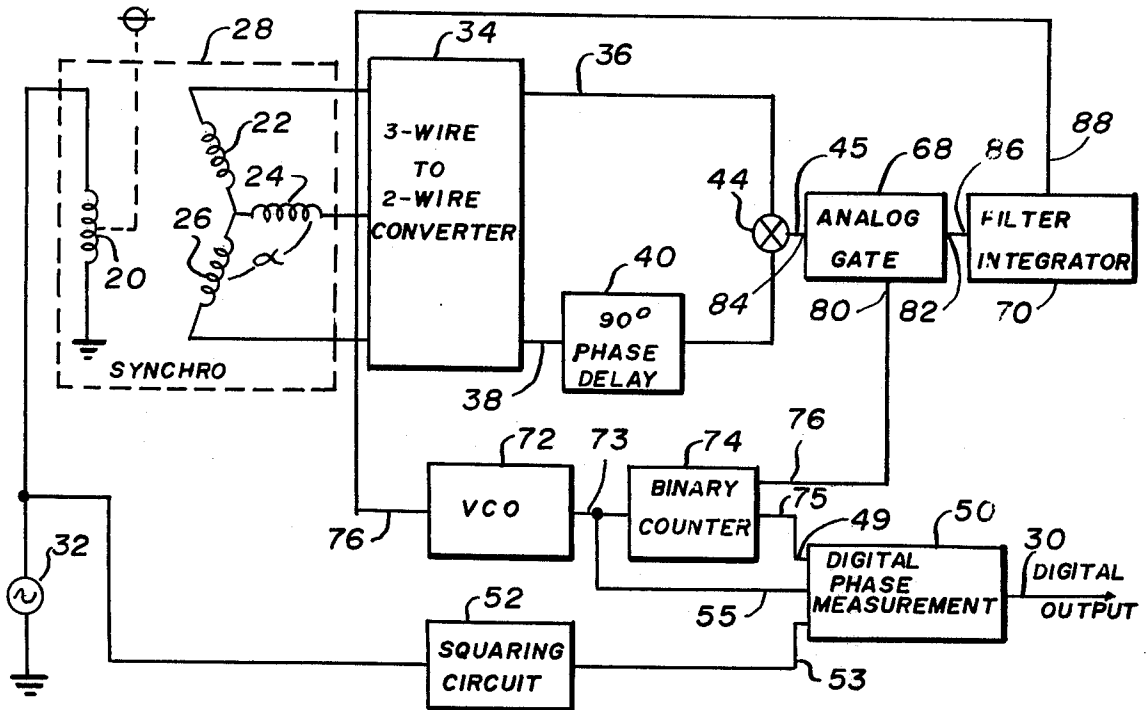 28
34
36
88
22
24
26
α
20
SYNCHRO
3-WIRE
TO
2-WIRE
CONVERTER
38
40
90°
PHASE
DELAY
44
45
84
68
ANALOG
GATE
80
82
86
FILTER
INTEGRATOR
70
72
VCO
76
73
74
BINARY
COUNTER
76
75
49
50
DIGITAL
PHASE
MEASUREMENT
55
53
30
DIGITAL
OUTPUT
32
~
52
SQUARING
CIRCUIT